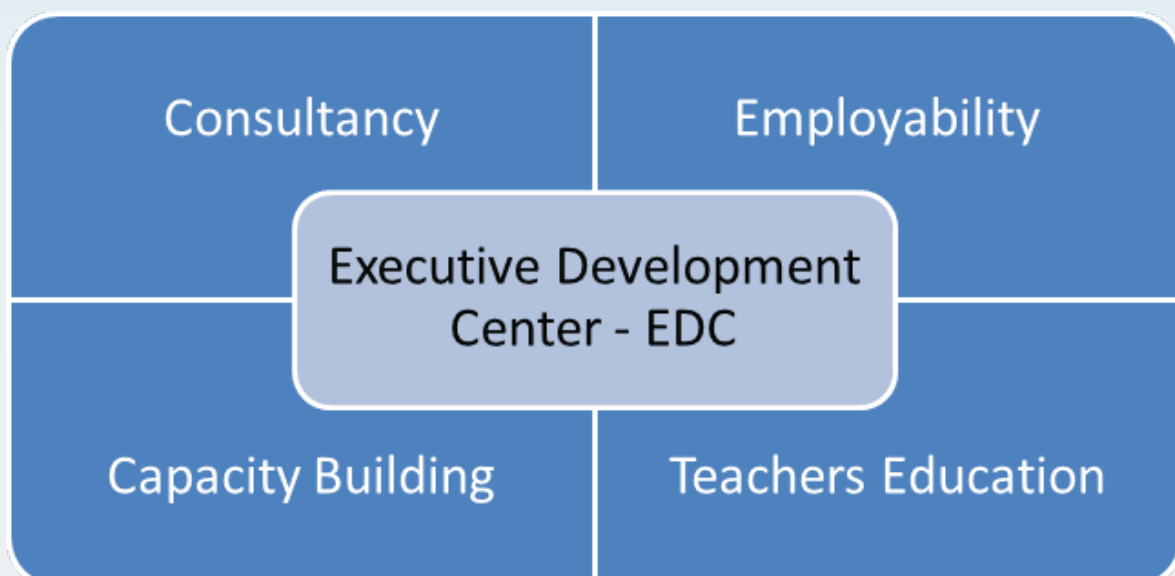 Consultancy
Employability
Executive Development
Center - EDC
Capacity Building
Teachers Education